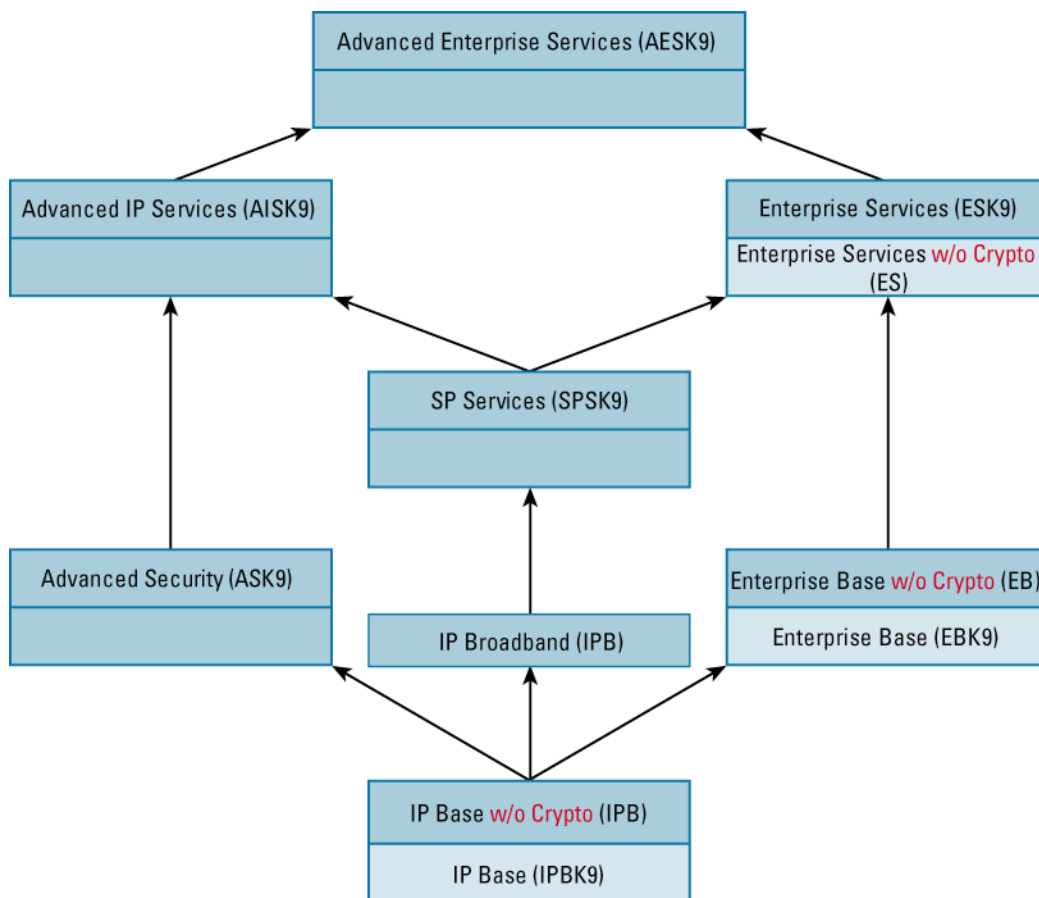 Advanced Enterprise Services (AESK9)
Advanced IP Services (AISK9)
Enterprise Services (ESK9)
Enterprise Services w/o Crypto
(ES)
SP Services (SPSK9)
Advanced Security (ASK9)
Enterprise Base w/o Crypto (EB)
IP Broadband (IPB)
Enterprise Base (EBK9)
IP Base w/o Crypto (IPB)
IP Base (IPBK9)